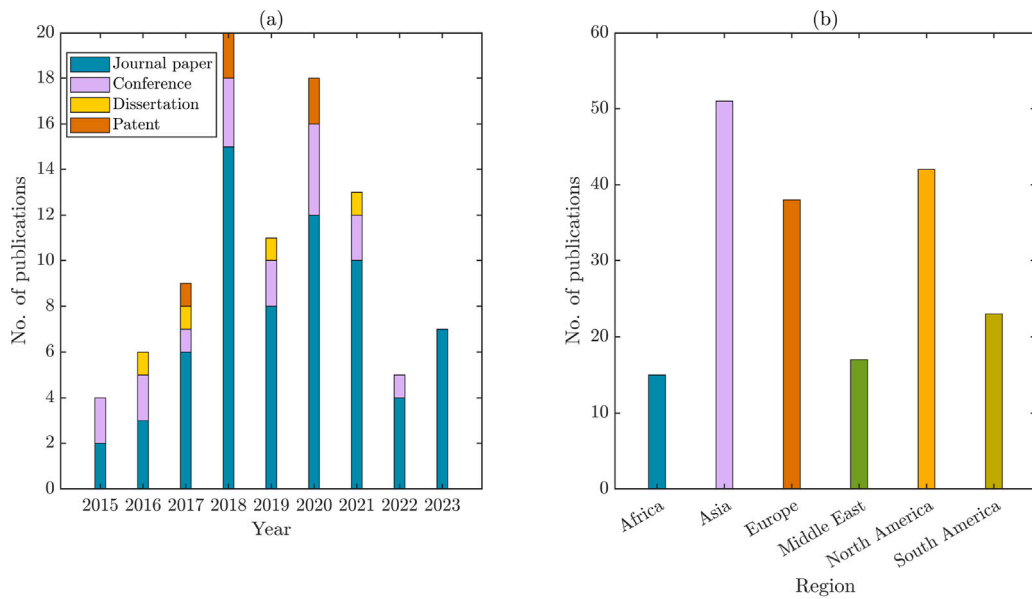 (a)
20
18
16
14
12
10
8
6
4
2
0
No. of publications
Journal paper
Conference
Dissertation
Patent
2015 2016 2017 2018 2019 2020 2021 2022 2023
Year
(b)
60
50
40
30
20
10
0
No. of publications
Africa
Asia
Europe
Middle East
North America
South America
Region